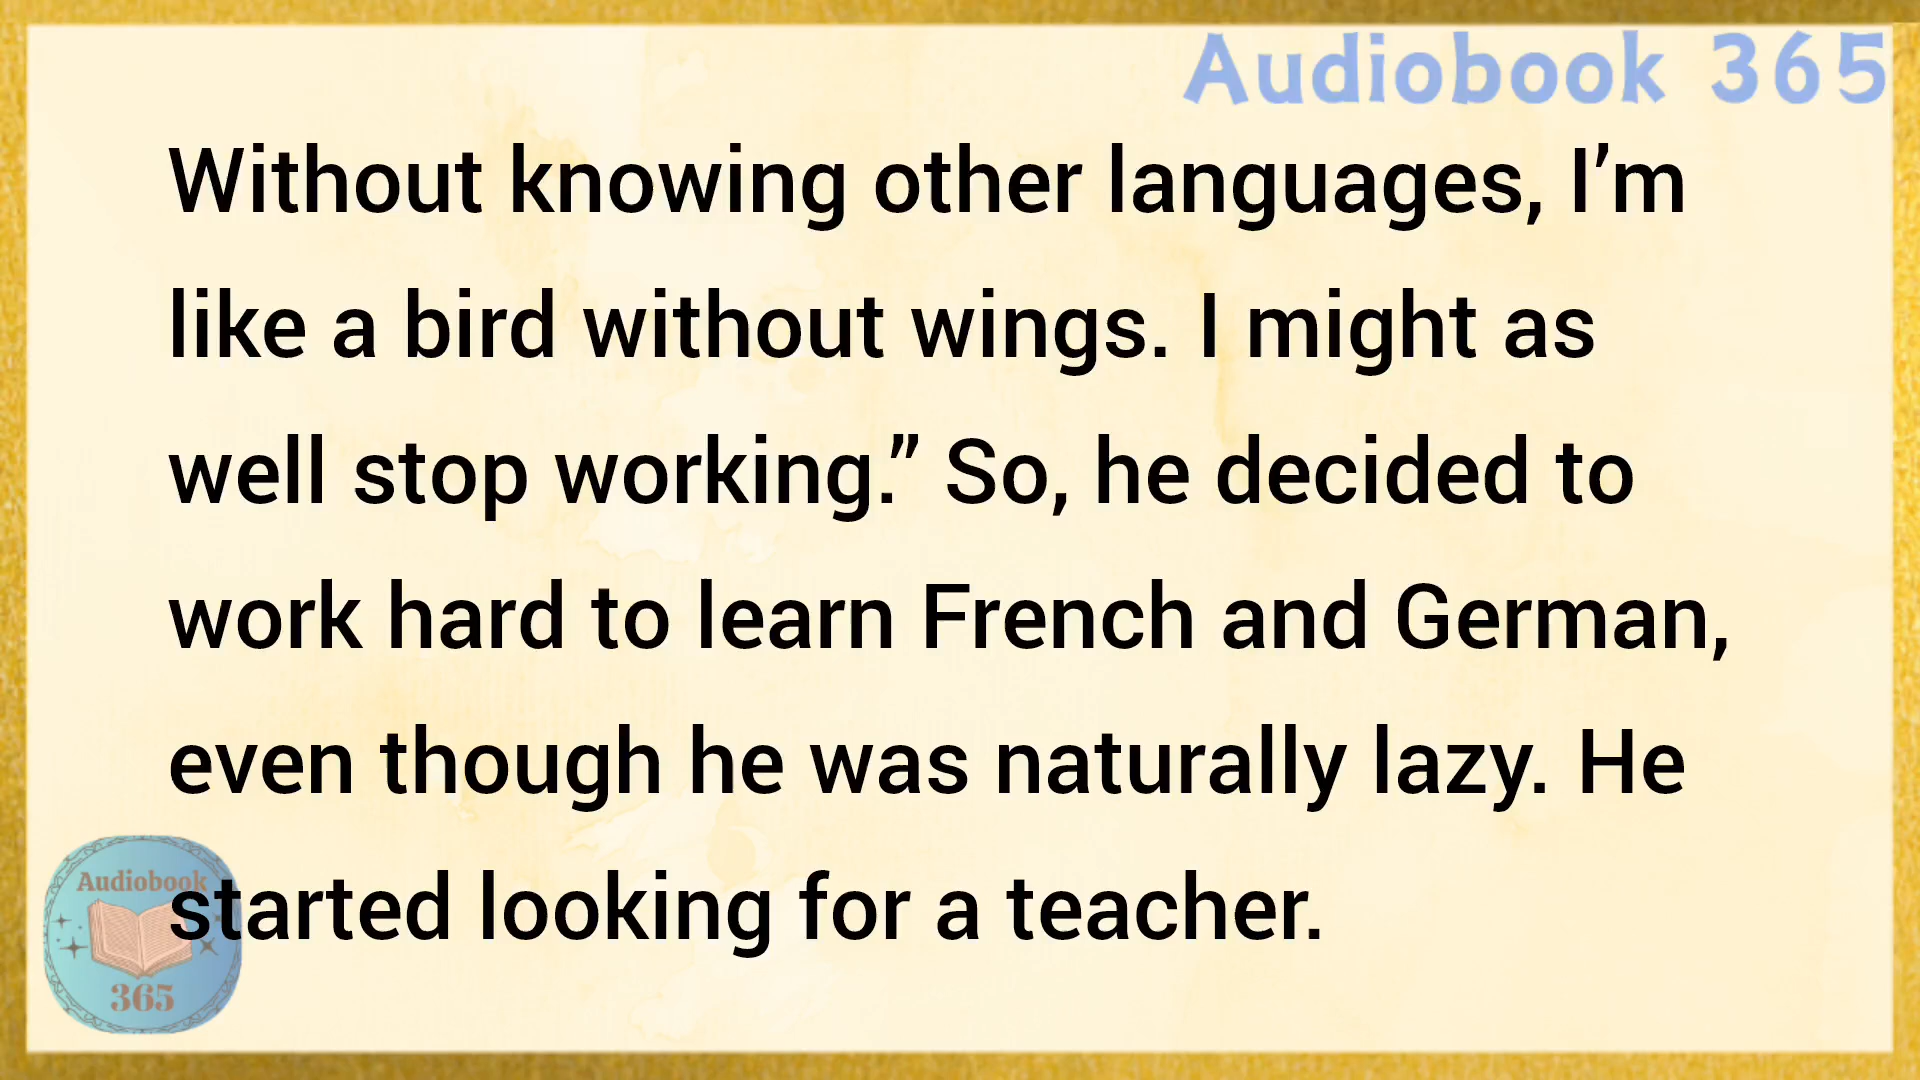 Audiobook 365
Without knowing other languages, I’m
like a bird without wings. I might as
well stop working.” So, he decided to
work hard to learn French and German,
even though he was naturally lazy. He
started looking for a teacher.
Audiobook
365